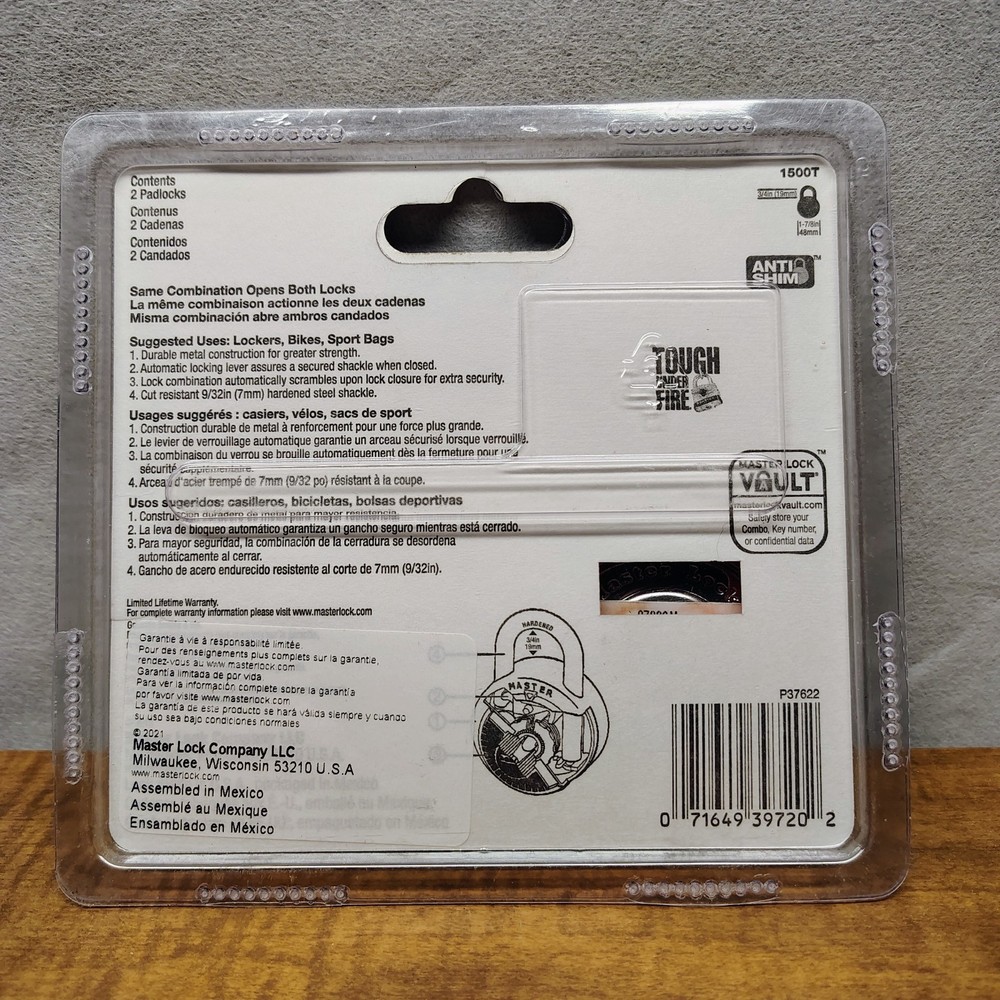 Contents
2 Padlocks
Contenus
2 Cadenas
Contenidos
2 Candados
1500T
3/4in (19mm)
1-7/8in
48mm
ANTI
SHIM™
Same Combination Opens Both Locks
La même combinaison actionne les deux cadenas
Misma combinación abre ambros candados
Suggested Uses: Lockers, Bikes, Sport Bags
1. Durable metal construction for greater strength.
2. Automatic locking lever assures a secured shackle when closed.
3. Lock combination automatically scrambles upon lock closure for extra security.
4. Cut resistant 9/32in (7mm) hardened steel shackle.
TOUGH
UNDER
FIRE
Usages suggérés : casiers, vélos, sacs de sport
1. Construction durable de métal à renforcement pour une force plus grande.
2. Le levier de verrouillage automatique garantie un arceau sécurisé lorsque verrouillé.
3. La combinaison du verrou se brouille automatiquement dès la fermeture pour une
sécurité supplémentaire.
4. Arceau d'acier trempé de 7mm (9/32 po) résistant à la coupe.
Usos sugeridos: casilleros, bicicletas, bolsas deportivas
1. Construcción duradero de metal para mayor resistencia.
2. La leva de bloqueo automático garantiza un gancho seguro mientras está cerrado.
3. Para mayor seguridad, la combinación de la cerradura se desordena
automáticamente al cerrar.
4. Gancho de acero endurecido resistente al corte de 7mm (9/32in).
MASTER LOCK
VAULT™
masterlockvault.com
Safely store your
Combo, Key number,
or confidential data
Limited Lifetime Warranty.
For complete warranty information please visit www.masterlock.com
Garantie à vie à responsabilité limitée.
Pour des renseignements plus complets sur la garantie,
rendez-vous au www.masterlock.com
Garantía limitada de por vida
Para ver la información completa sobre la garantía
por favor visite www.masterlock.com
La garantía de este producto se hará válida siempre y cuando
su uso sea bajo condiciones normales
© 2021
Master Lock Company LLC
Milwaukee, Wisconsin 53210 U.S.A
www.masterlock.com
Assembled in Mexico
Assemblé au Mexique
Ensamblado en México
HARDENED
3/4in
19mm
MASTER
4
2
1
3
P37622
0 71649 39720 2